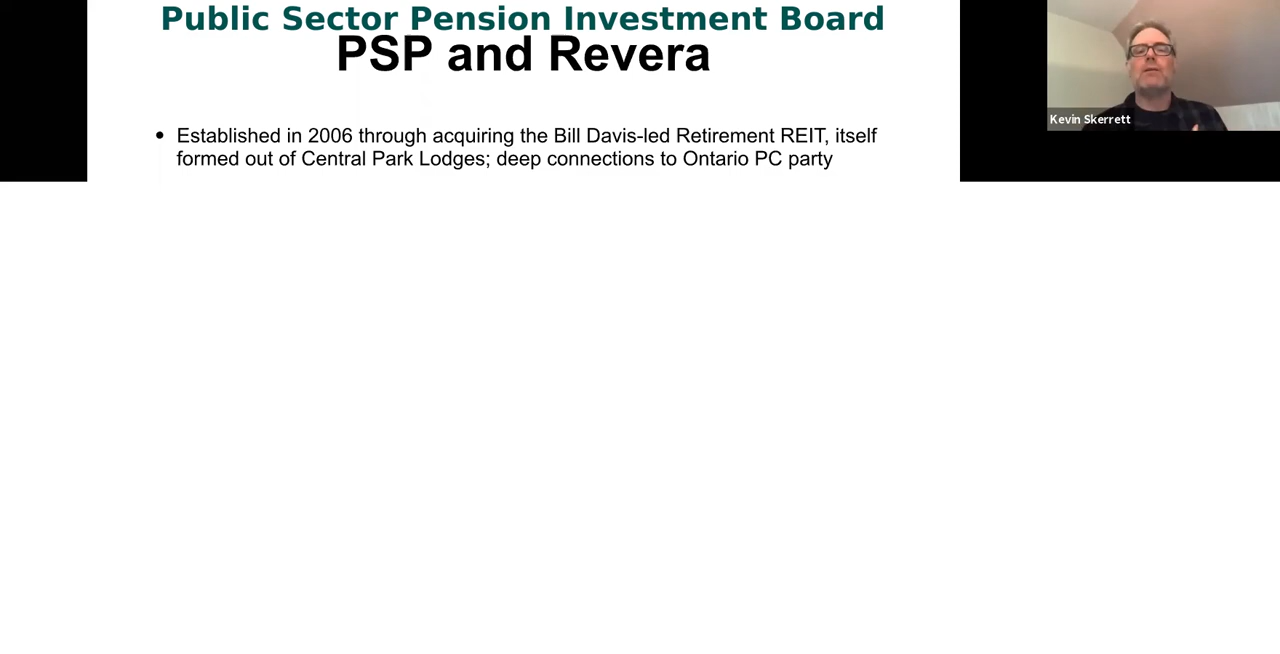 Public Sector Pension Investment Board
PSP and Revera
• Established in 2006 through acquiring the Bill Davis-led Retirement REIT, itself
formed out of Central Park Lodges; deep connections to Ontario PC party
Kevin Skerrett